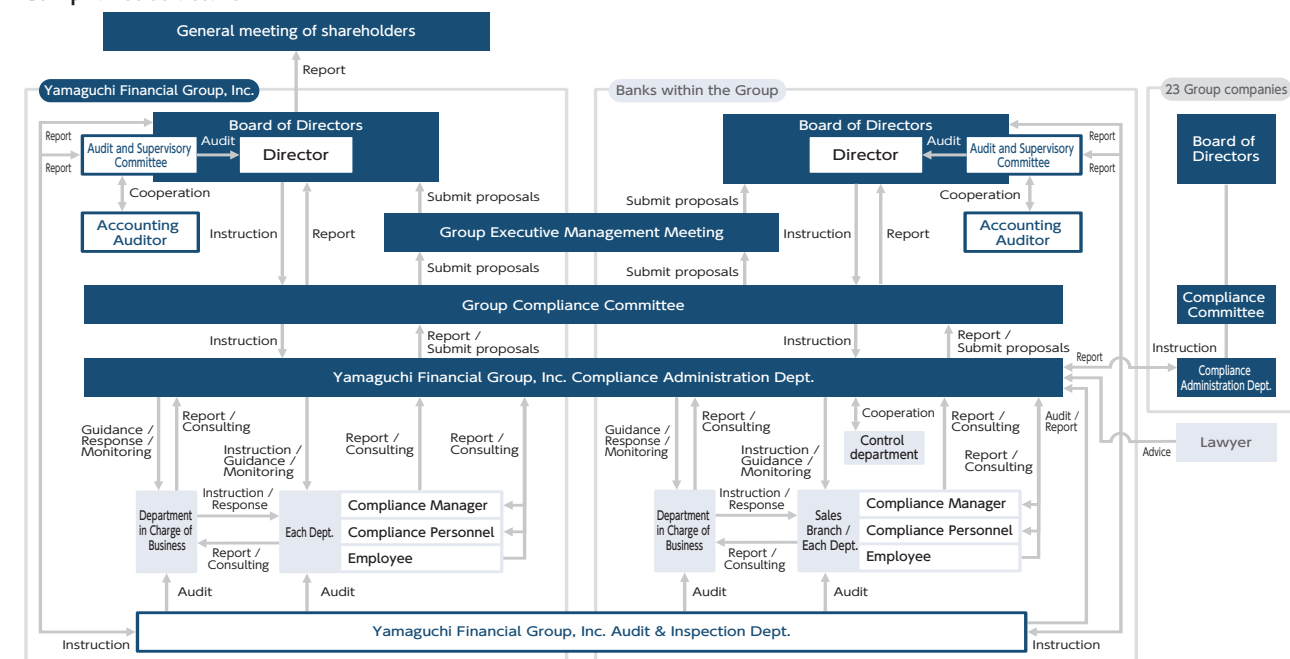 General meeting of shareholders
Report
Yamaguchi Financial Group, Inc.
Banks within the Group
23 Group companies
Board of Directors
Audit
Director
Audit and Supervisory
Committee
Report
Report
Cooperation
Accounting
Auditor
Instruction
Report
Submit proposals
Board of Directors
Director
Audit
Audit and Supervisory
Committee
Report
Report
Cooperation
Accounting
Auditor
Submit proposals
Instruction
Report
Board of
Directors
Group Executive Management Meeting
Submit proposals
Submit proposals
Group Compliance Committee
Compliance
Committee
Instruction
Report /
Submit proposals
Instruction
Report /
Submit proposals
Report
Instruction
Yamaguchi Financial Group, Inc. Compliance Administration Dept.
Compliance
Administration Dept.
Guidance /
Response /
Monitoring
Report /
Consulting
Instruction /
Guidance /
Monitoring
Report /
Consulting
Report /
Consulting
Guidance /
Response /
Monitoring
Report /
Consulting
Instruction /
Guidance /
Monitoring
Cooperation
Control
department
Report /
Consulting
Report /
Consulting
Audit /
Report
Advice
Lawyer
Department
in Charge of
Business
Instruction /
Response
Report /
Consulting
Each Dept.
Compliance Manager
Compliance Personnel
Employee
Department
in Charge of
Business
Instruction /
Response
Report /
Consulting
Sales
Branch /
Each Dept.
Compliance Manager
Compliance Personnel
Employee
Audit
Audit
Audit
Audit
Instruction
Yamaguchi Financial Group, Inc. Audit & Inspection Dept.
Instruction